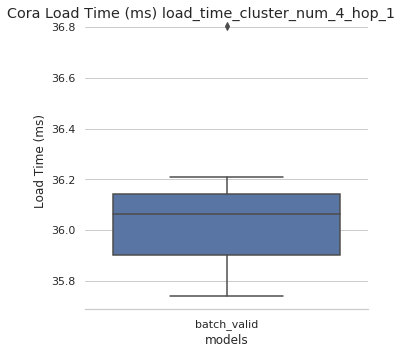 Cora Load Time (ms) load_time_cluster_num_4_hop_1
36.8
36.6
36.4
36.2
36.0
35.8
Load Time (ms)
batch_valid
models